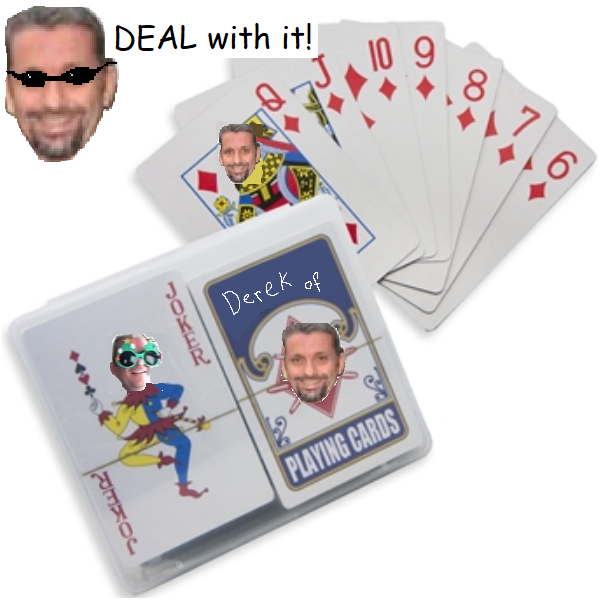 DEAL with it!
Q
J
10
9
8
7
6
JOKER
Derek of
PLAYING CARDS
JOKER